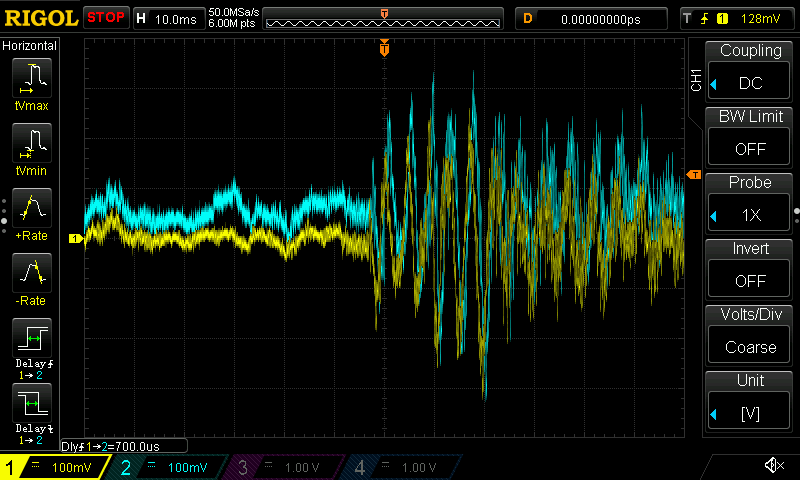 RIGOL STOP H 10.0ms 50.0MSa/s 6.00M pts T D 0.00000000ps T 1 128mV
Horizontal
tVmax
tVmin
+Rate
-Rate
Delay
1→2
Delay
1→2
T
1
T
CH1
Coupling
DC
BW Limit
OFF
Probe
1X
Invert
OFF
Volts/Div
Coarse
Unit
[V]
Dly 1→2=700.0us
1 100mV 2 100mV 3 1.00 V 4 1.00 V